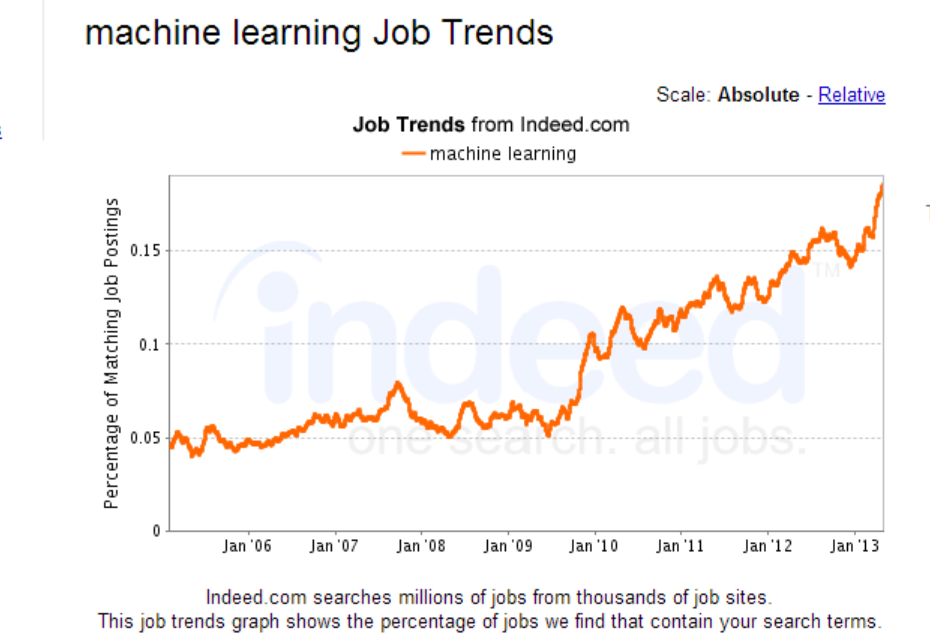 machine learning Job Trends
Scale: Absolute - Relative
Job Trends from Indeed.com
machine learning
Percentage of Matching Job Postings
0.15
0.1
0.05
0
indeed TM
one search. all jobs.
Jan '06 Jan '07 Jan '08 Jan '09 Jan '10 Jan '11 Jan '12 Jan '13
Indeed.com searches millions of jobs from thousands of job sites.
This job trends graph shows the percentage of jobs we find that contain your search terms.